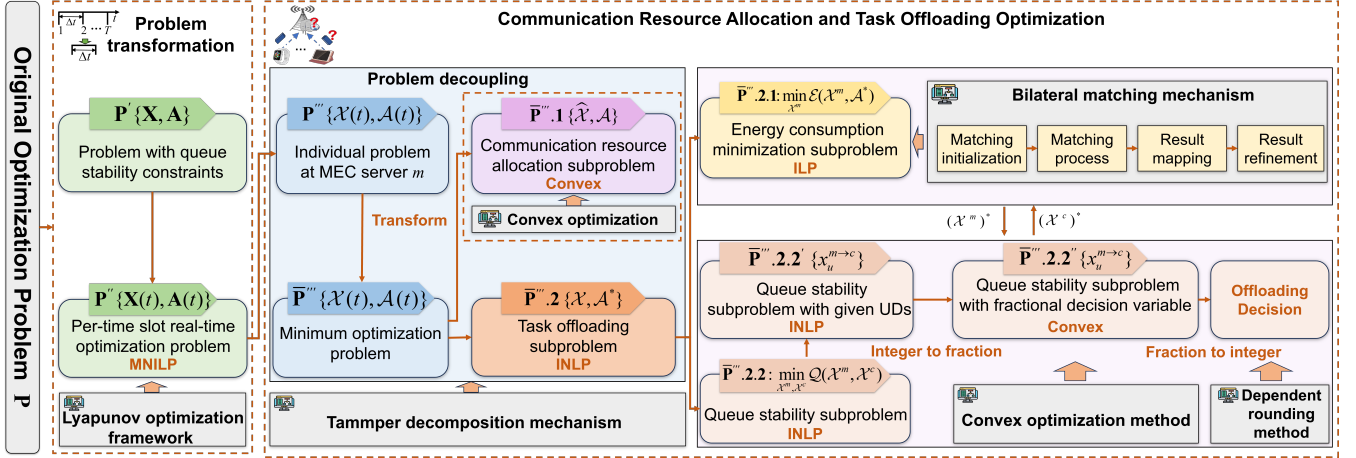 Original Optimization Problem P
Δt
1 2 ··· T t
Δt
Problem
transformation
P′{X, A}
Problem with queue
stability constraints
P″{X(t), A(t)}
Per-time slot real-time
optimization problem
MNILP
Lyapunov optimization
framework
Communication Resource Allocation and Task Offloading Optimization
?
?
...
Problem decoupling
P‴{𝒳(t), 𝒜(t)}
Individual problem
at MEC server m
Transform
P̅‴{𝒳(t), 𝒜(t)}
Minimum optimization
problem
P̅‴.1{𝒳̂, 𝒜}
Communication resource
allocation subproblem
Convex
Convex optimization
P̅‴.2{𝒳, 𝒜*}
Task offloading
subproblem
INLP
Tammper decomposition mechanism
P̅‴.2.1: min ℰ(𝒳ᵐ, 𝒜*)
𝒳ᵐ
Energy consumption
minimization subproblem
ILP
Bilateral matching mechanism
Matching
initialization
Matching
process
Result
mapping
Result
refinement
(𝒳ᵐ)*
(𝒳ᶜ)*
P̅‴.2.2′{xᵤᵐ→ᶜ}
Queue stability
subproblem with given UDs
INLP
P̅‴.2.2″{xᵤᵐ→ᶜ}
Queue stability subproblem
with fractional decision variable
Convex
Offloading
Decision
Integer to fraction
Fraction to integer
P̅‴.2.2: min 𝒬(𝒳ᵐ, 𝒳ᶜ)
𝒳ᵐ,𝒳ᶜ
Queue stability subproblem
INLP
Convex optimization method
Dependent
rounding
method